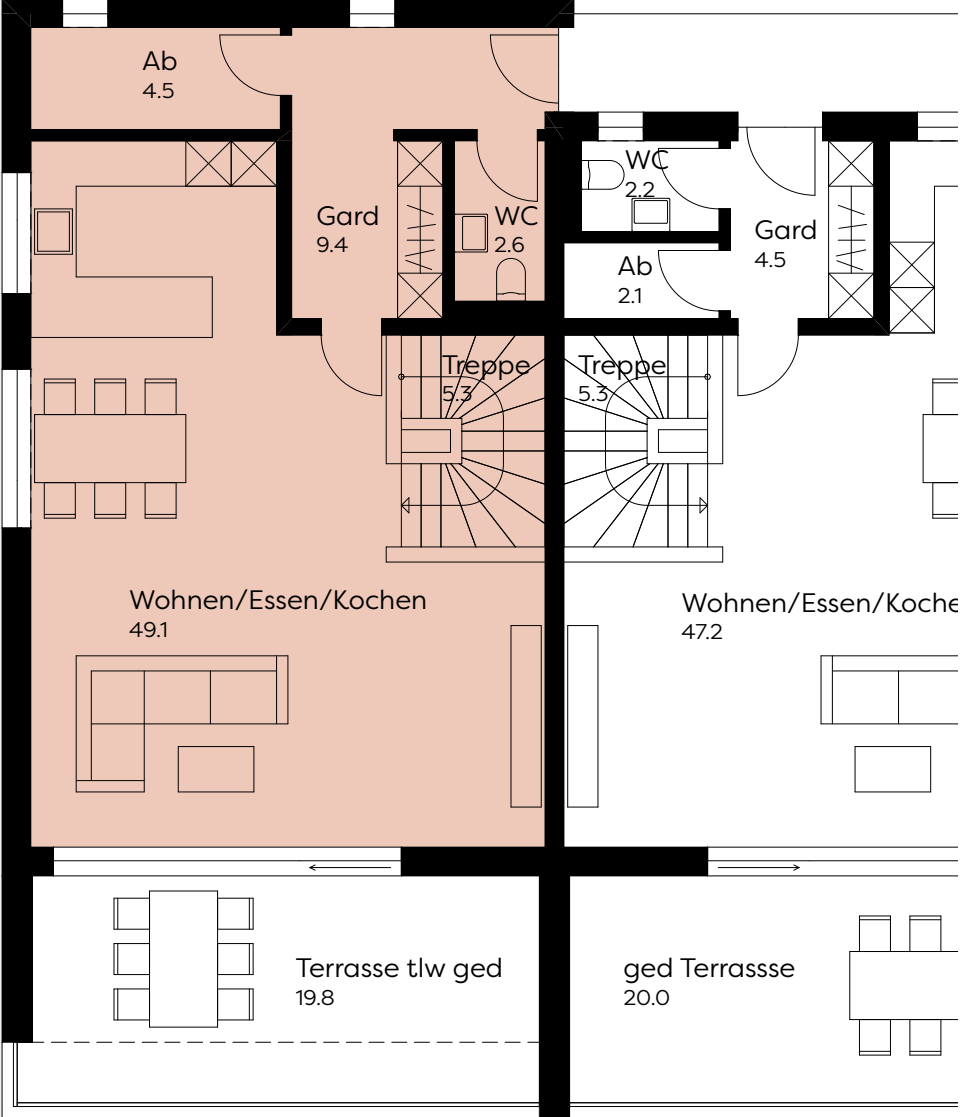 Ab
4.5
WC
2.2
Gard
9.4
WC
2.6
Gard
4.5
Ab
2.1
Treppe
5.3
Treppe
5.3
Wohnen/Essen/Kochen
49.1
Wohnen/Essen/Koche
47.2
Terrasse tlw ged
19.8
ged Terrassse
20.0